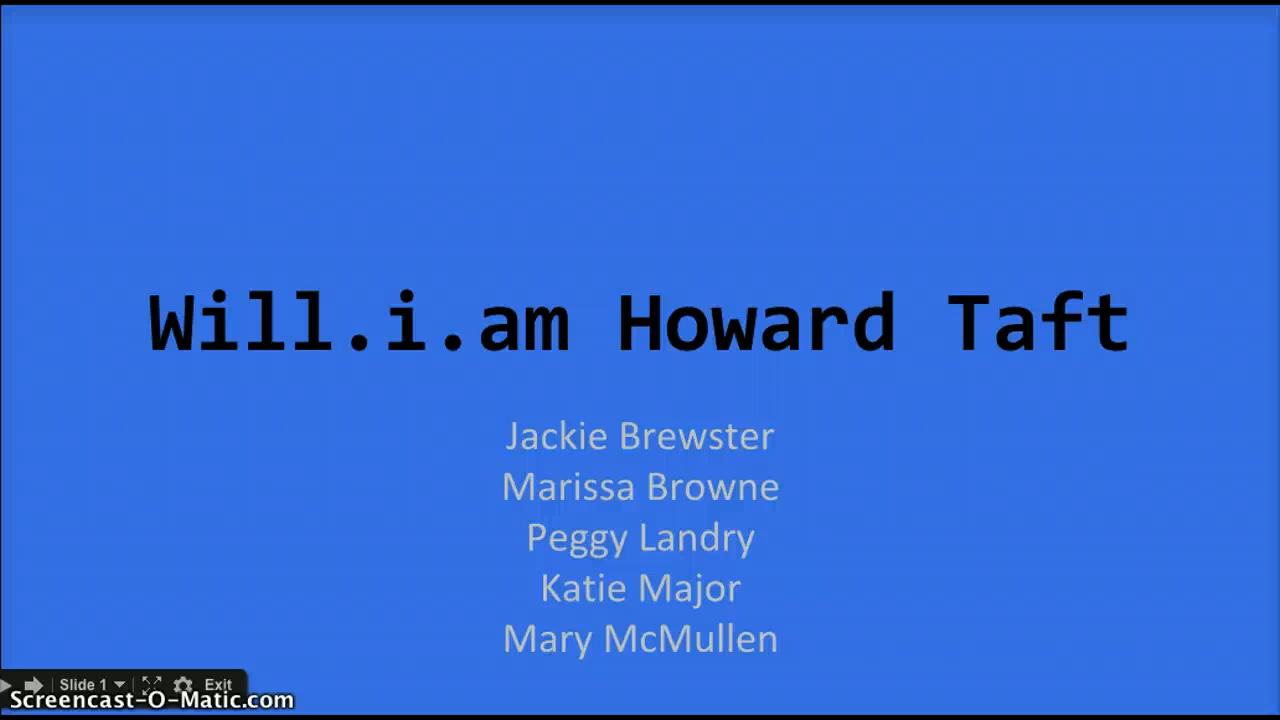 Will.i.am Howard Taft
Jackie Brewster
Marissa Browne
Peggy Landry
Katie Major
Mary McMullen
Slide 1 Exit
Screencast-O-Matic.com